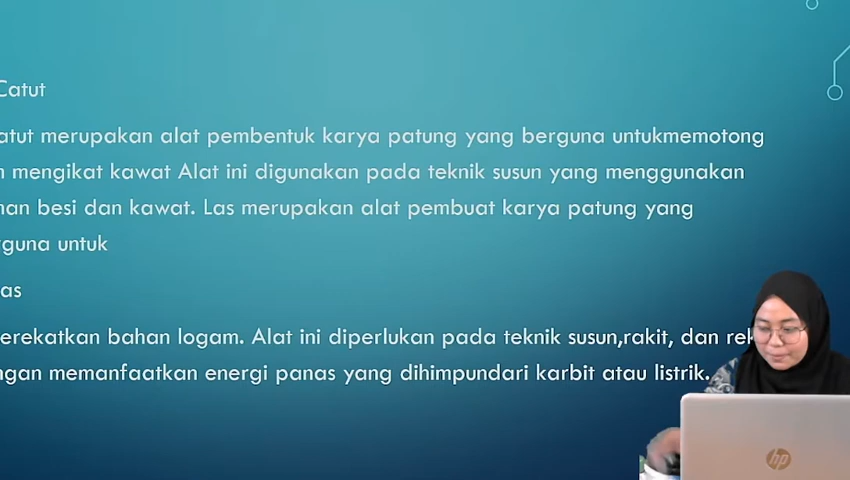 Catut
atut merupakan alat pembentuk karya patung yang berguna untukmemotong
n mengikat kawat Alat ini digunakan pada teknik susun yang menggunakan
han besi dan kawat. Las merupakan alat pembuat karya patung yang
guna untuk
as
erekatkan bahan logam. Alat ini diperlukan pada teknik susun,rakit, dan rek
ngan memanfaatkan energi panas yang dihimpundari karbit atau listrik.
hp